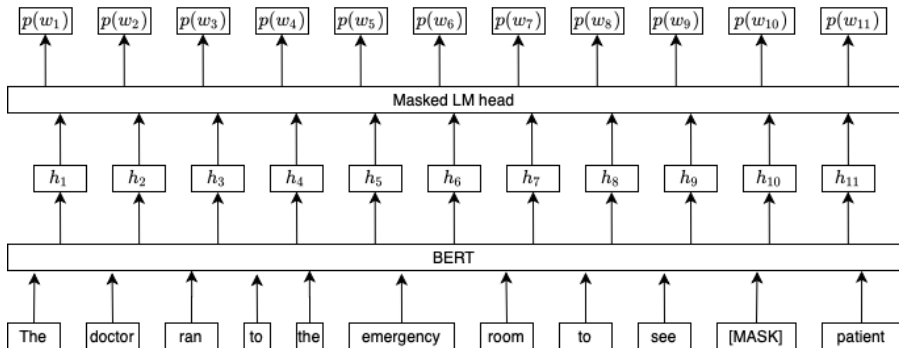 p(w₁) p(w₂) p(w₃) p(w₄) p(w₅) p(w₆) p(w₇) p(w₈) p(w₉) p(w₁₀) p(w₁₁)
Masked LM head
h₁ h₂ h₃ h₄ h₅ h₆ h₇ h₈ h₉ h₁₀ h₁₁
BERT
The doctor ran to the emergency room to see [MASK] patient